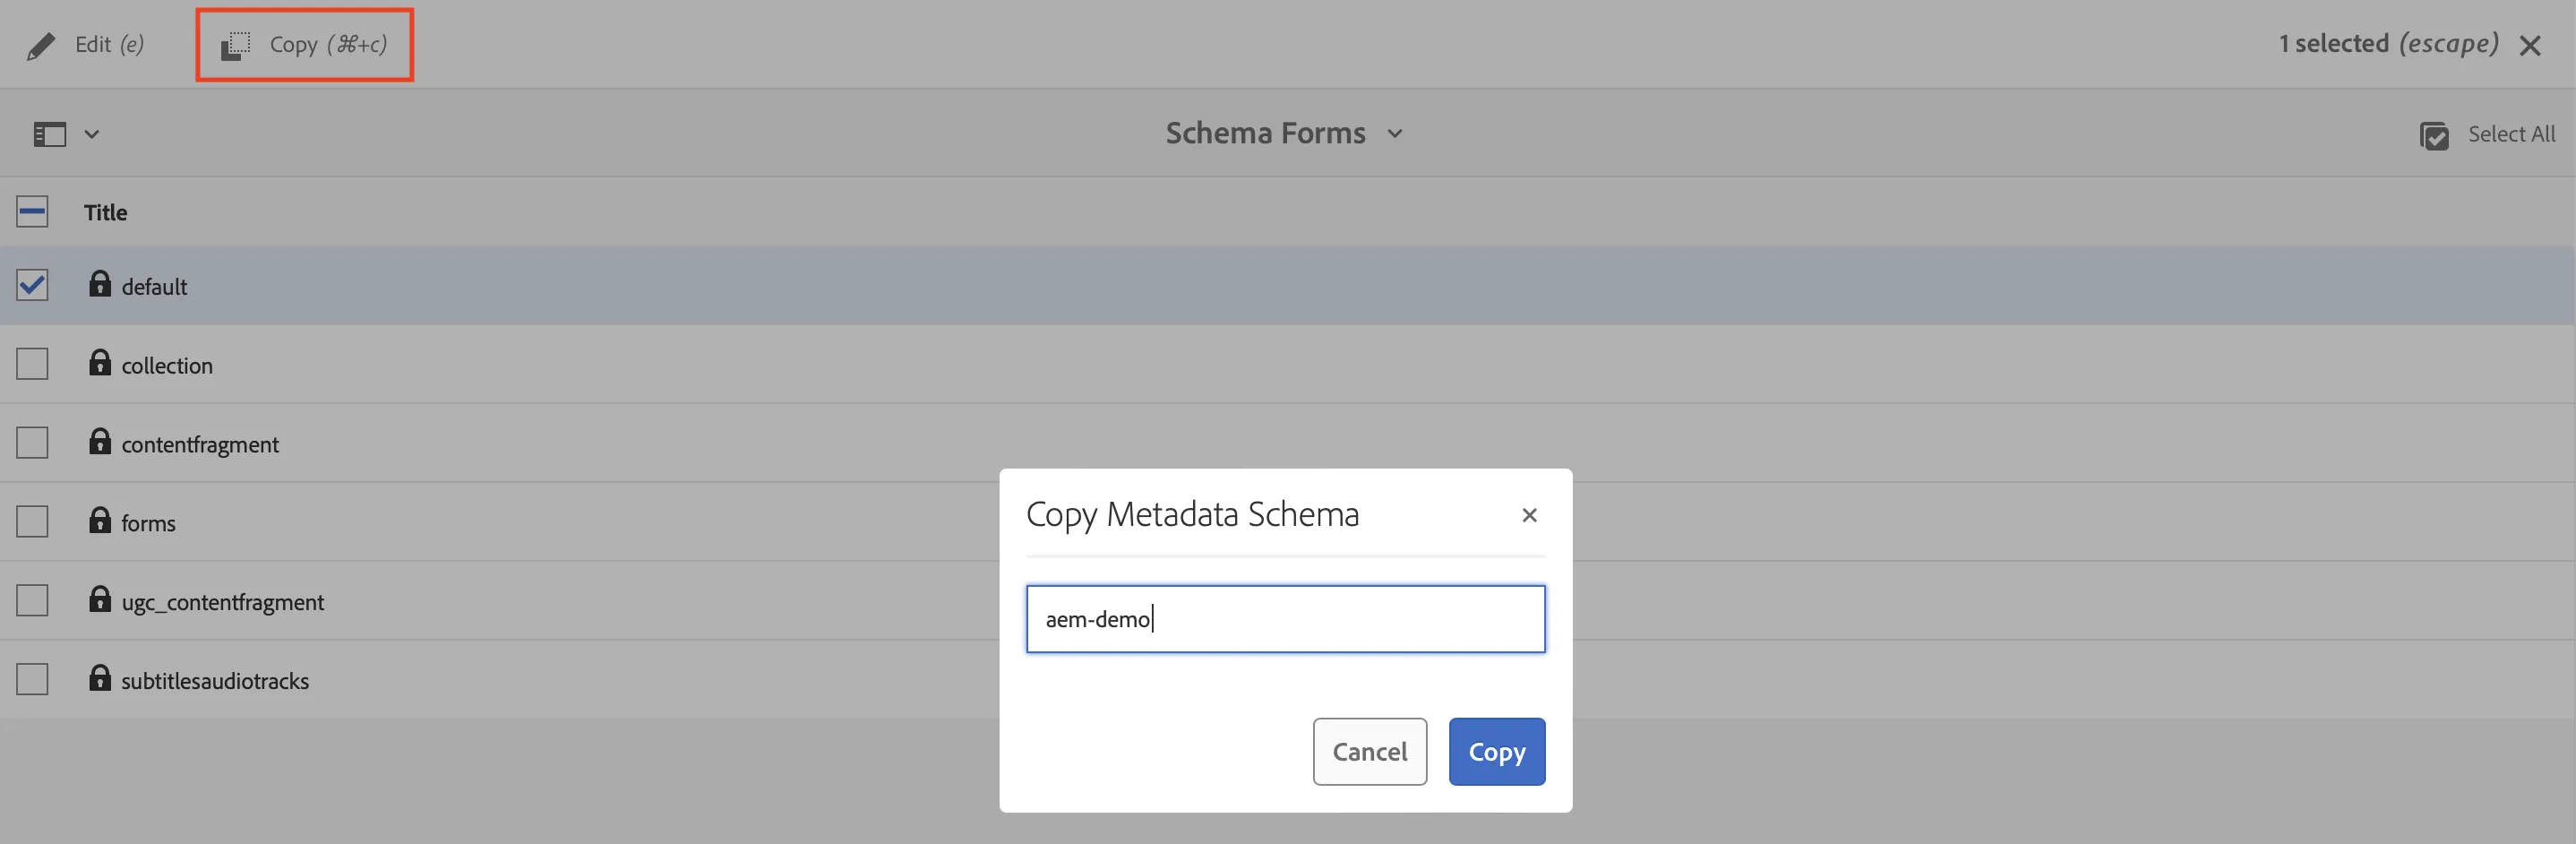 Edit (e)
Copy (⌘+c)
1 selected (escape)
Schema Forms
Select All
Title
default
collection
contentfragment
forms
ugc_contentfragment
subtitlesaudiotracks
Copy Metadata Schema
aem-demo
Cancel
Copy